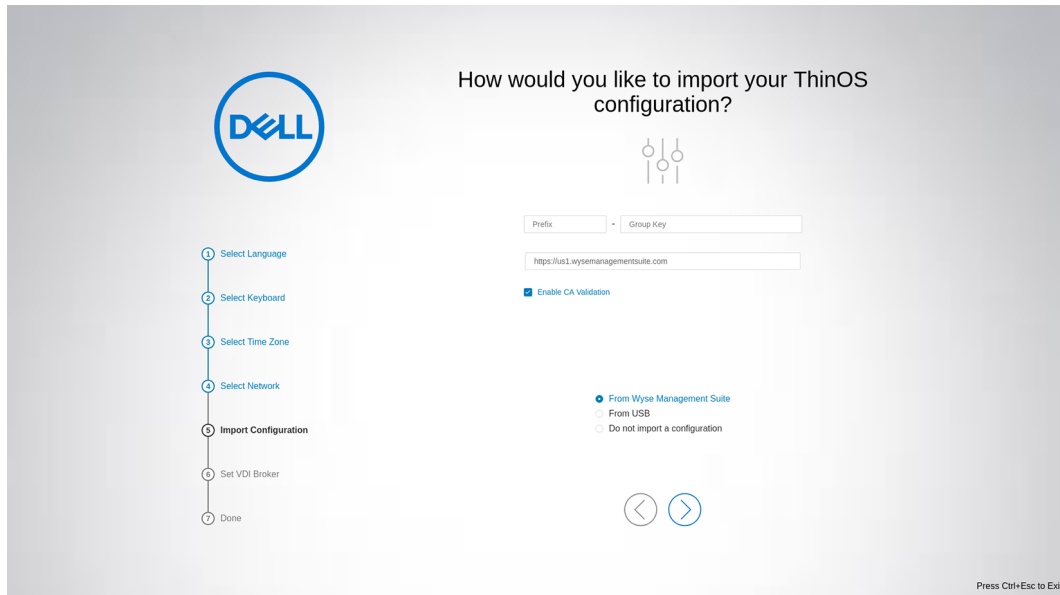 DELL
How would you like to import your ThinOS
configuration?
Prefix - Group Key
https://us1.wysemanagementsuite.com
Enable CA Validation
1 Select Language
2 Select Keyboard
3 Select Time Zone
4 Select Network
5 Import Configuration
6 Set VDI Broker
7 Done
From Wyse Management Suite
From USB
Do not import a configuration
Press Ctrl+Esc to Exi